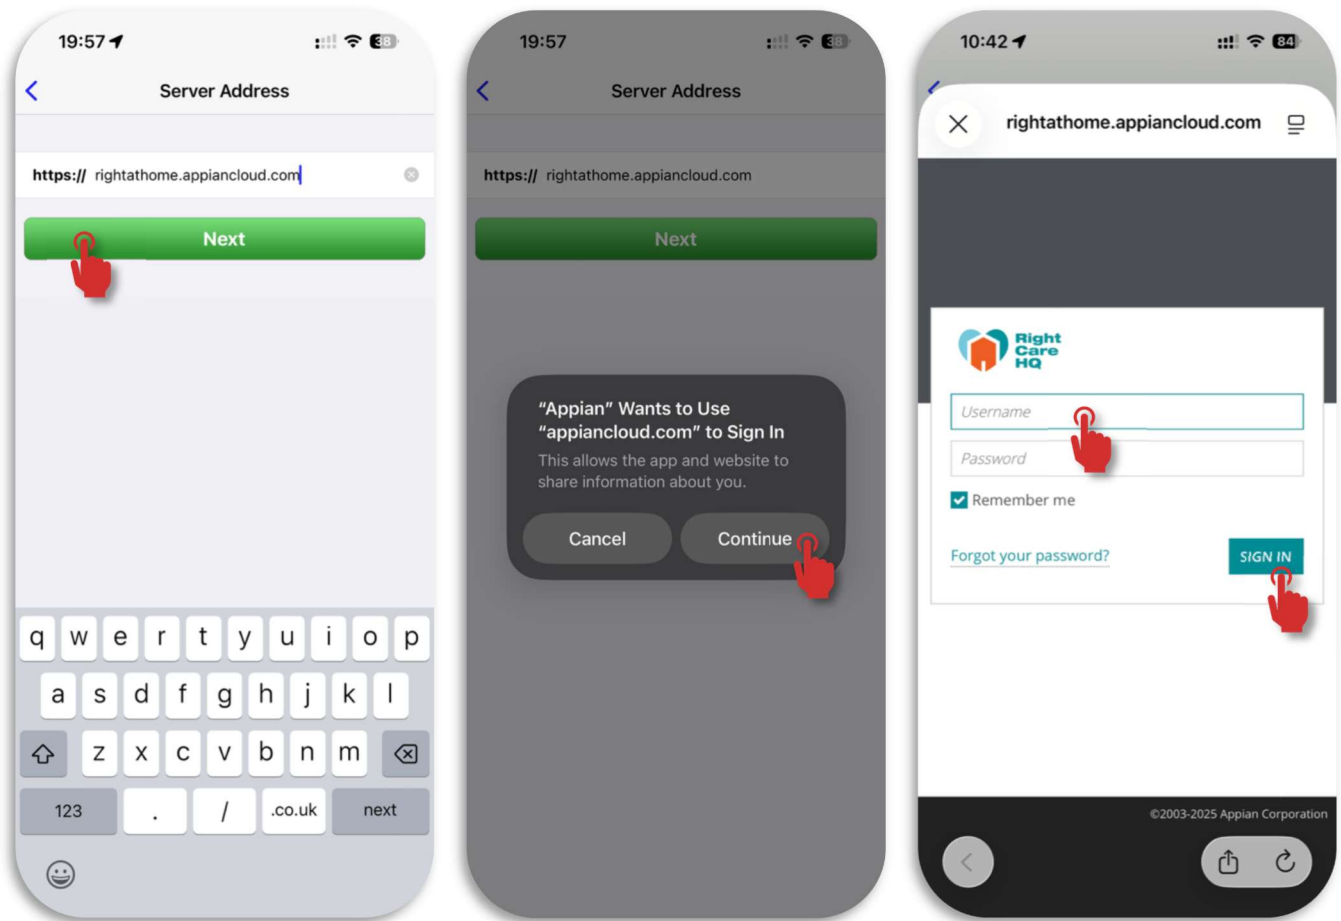 19:57
38
Server Address
https:// rightathome.appiancloud.com
Next
q w e r t y u i o p
a s d f g h j k l
z x c v b n m
123 . / .co.uk next
19:57
38
Server Address
https:// rightathome.appiancloud.com
Next
“Appian” Wants to Use
“appiancloud.com” to Sign In
This allows the app and website to
share information about you.
Cancel Continue
10:42
84
rightathome.appiancloud.com
Right
Care
HQ
Username
Password
Remember me
Forgot your password?
SIGN IN
©2003-2025 Appian Corporation